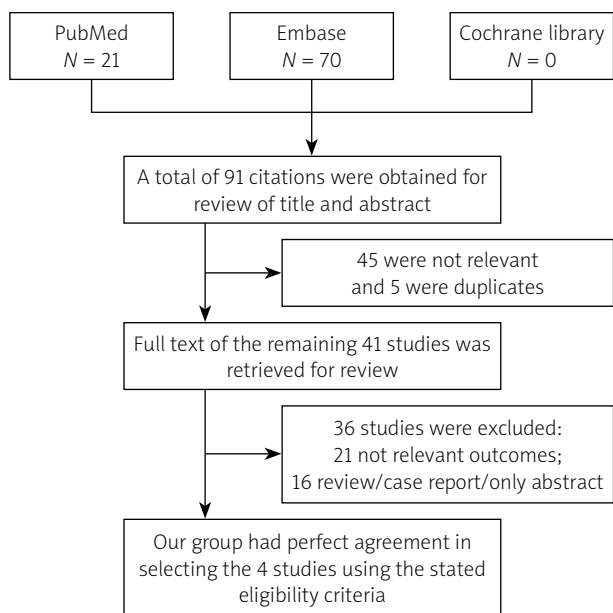 PubMed
N = 21
Embase
N = 70
Cochrane library
N = 0
A total of 91 citations were obtained for
review of title and abstract
45 were not relevant
and 5 were duplicates
Full text of the remaining 41 studies was
retrieved for review
36 studies were excluded:
21 not relevant outcomes;
16 review/case report/only abstract
Our group had perfect agreement in
selecting the 4 studies using the stated
eligibility criteria